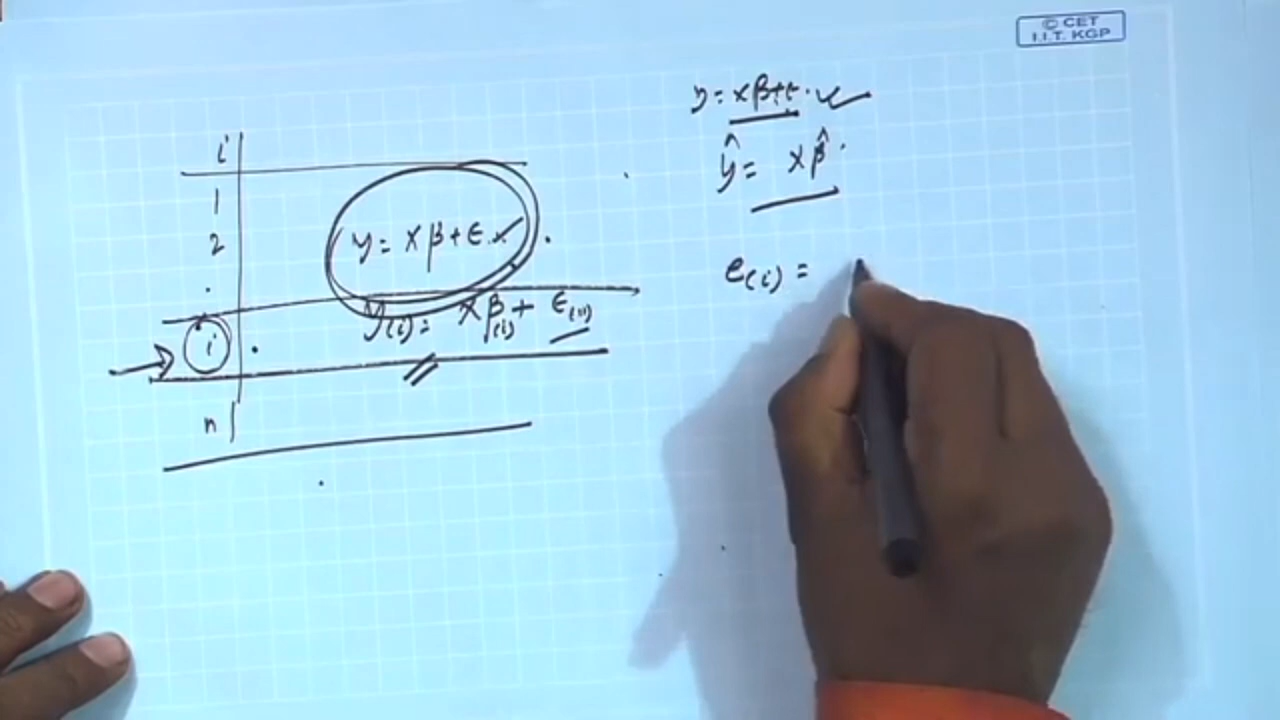 © CET
I.I.T. KGP
i
1
2
.
i
n
y = Xβ + ϵ
y(i) = Xβ(i) + ϵ(i)
y = Xβ + ϵ
ŷ = Xβ̂
e(i) =